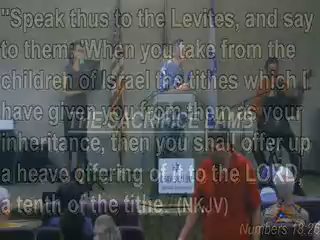 "Speak thus to the Levites, and say
to them: 'When you take from the
children of Israel the tithes which I
have given you from them as your
inheritance, then you shall offer up
a heave offering of it to the LORD,
a tenth of the tithe. (NKJV)
Numbers 18:26